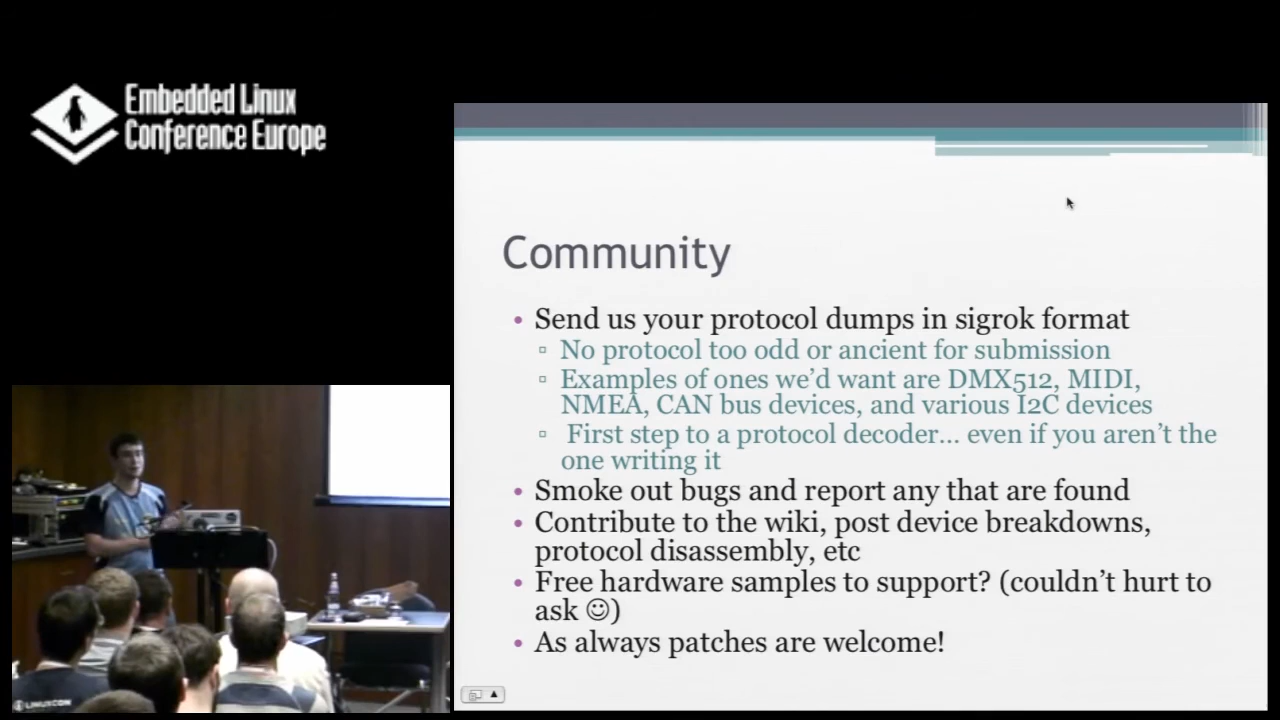 Embedded Linux
Conference Europe
Community
• Send us your protocol dumps in sigrok format
▫ No protocol too odd or ancient for submission
▫ Examples of ones we’d want are DMX512, MIDI,
NMEA, CAN bus devices, and various I2C devices
▫ First step to a protocol decoder… even if you aren’t the
one writing it
• Smoke out bugs and report any that are found
• Contribute to the wiki, post device breakdowns,
protocol disassembly, etc
• Free hardware samples to support? (couldn’t hurt to
ask ☺)
• As always patches are welcome!
LINUXCON